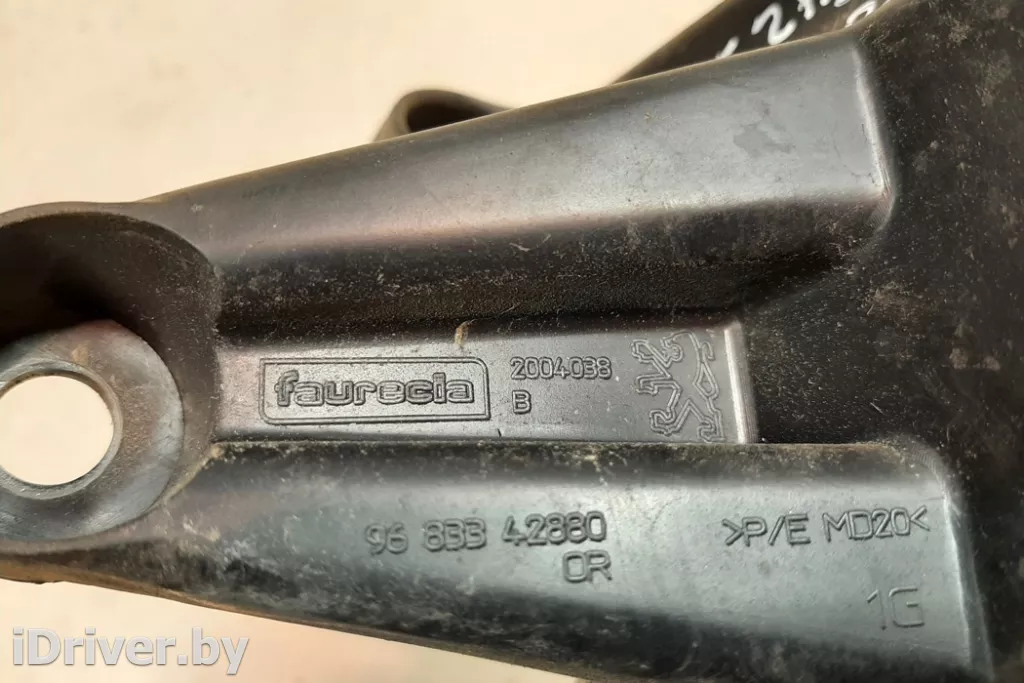 faurecia
2004038
B
96 833 42880
OR
>P/E MD20<
1G
iDriver.by